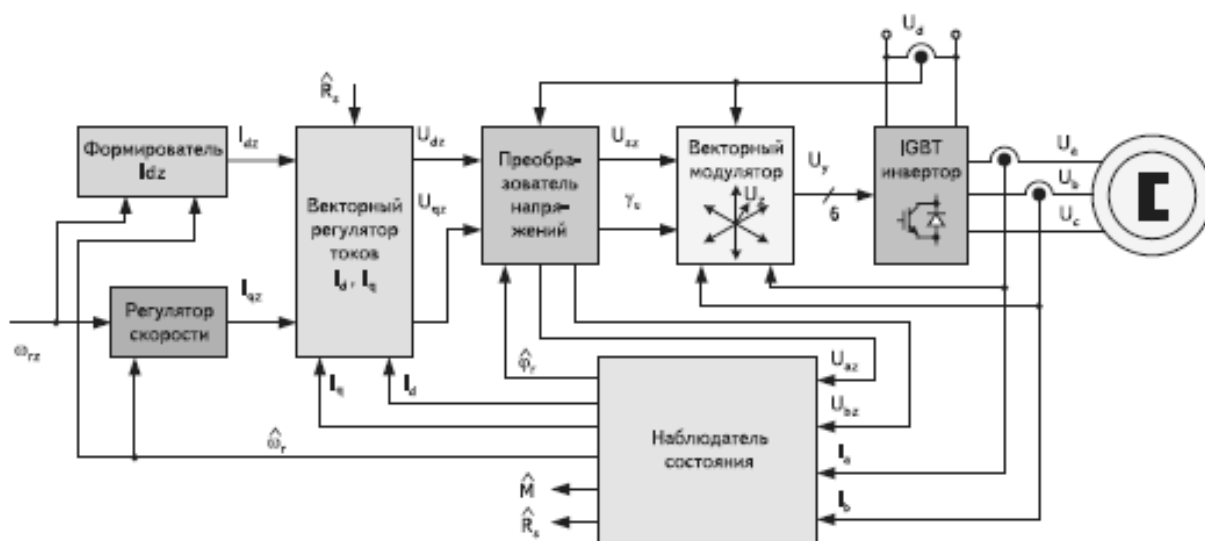 U_d
R̂_s
Формирователь
I_dz
I_dz
U_dz
Преобра-
зователь
напря-
жений
U_sz
Векторный
модулятор
U_s
U_y
6
IGBT
инвертор
U_a
U_b
U_c
Векторный
регулятор
токов
I_d, I_q
U_qz
γ_s
Регулятор
скорости
I_qz
ω_rz
I_q
I_d
φ̂_r
ω̂_r
Наблюдатель
состояния
U_az
U_bz
I_a
I_b
M̂
R̂_s